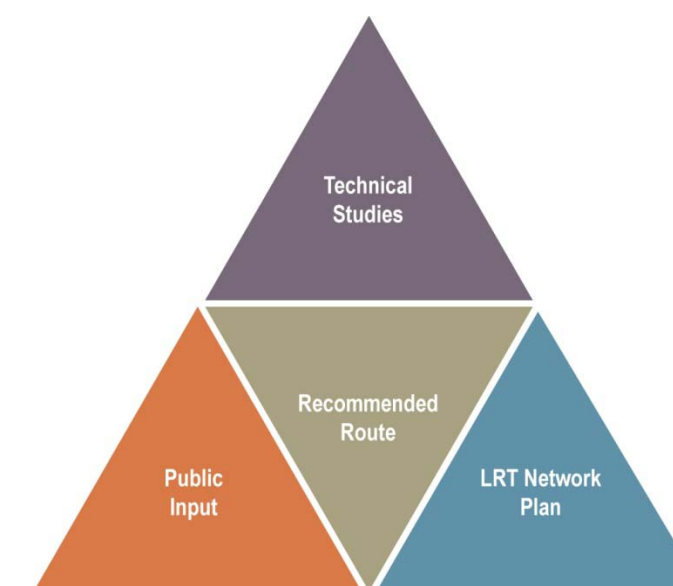 Technical
Studies
Recommended
Route
Public
Input
LRT Network
Plan